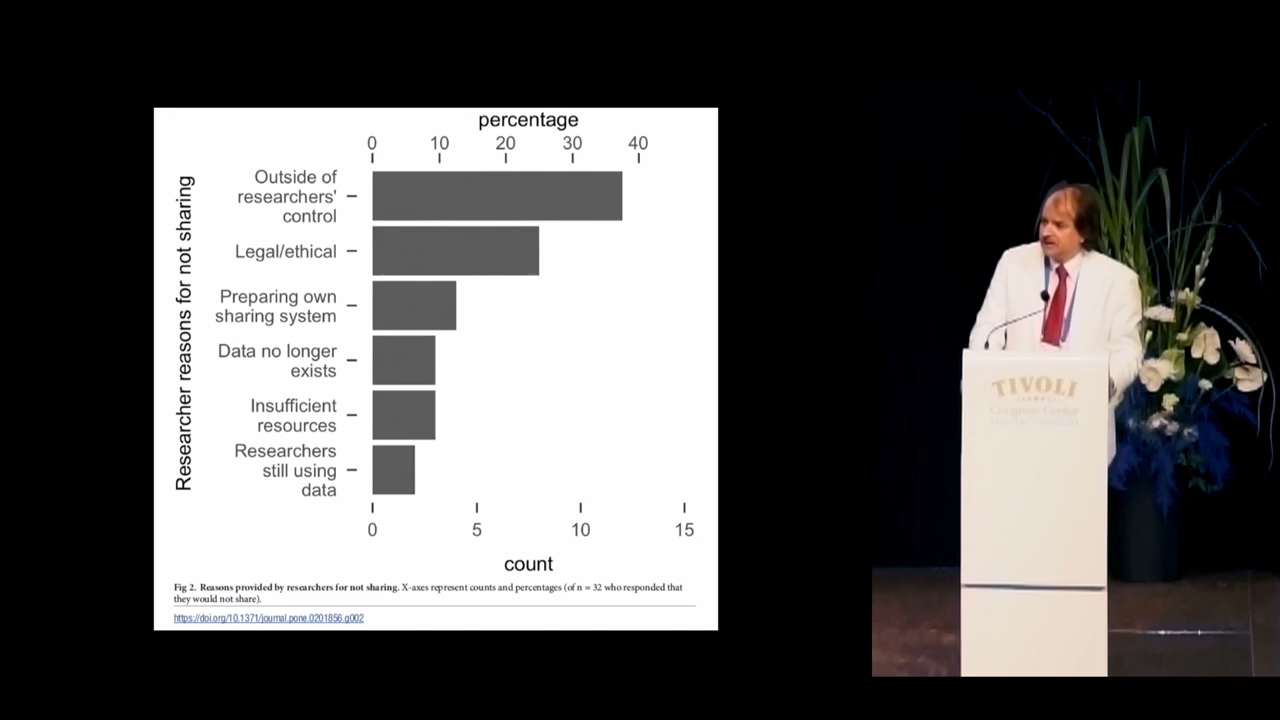 percentage
0 10 20 30 40
Researcher reasons for not sharing
Outside of
researchers'
control
Legal/ethical
Preparing own
sharing system
Data no longer
exists
Insufficient
resources
Researchers
still using
data
0 5 10 15
count
Fig 2. Reasons provided by researchers for not sharing. X-axes represent counts and percentages (of n = 32 who responded that
they would not share).
https://doi.org/10.1371/journal.pone.0201856.g002
TIVOLI
Congress Center